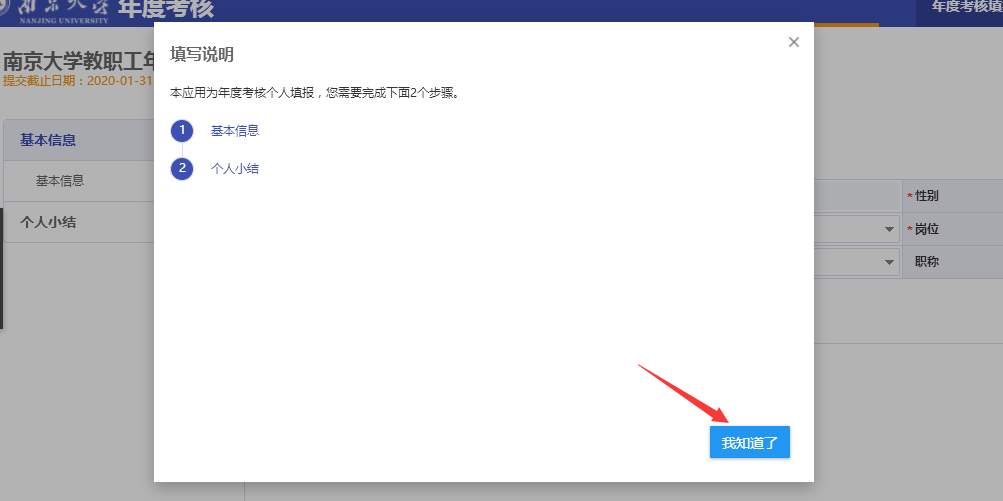 南京大学 年度考核
NANJING UNIVERSITY
年度考核填
南京大学教职工年
提交截止日期：2020-01-31
基本信息
基本信息
个人小结
填写说明
本应用为年度考核个人填报，您需要完成下面2个步骤。
1 基本信息
2 个人小结
* 性别
* 岗位
职称
我知道了